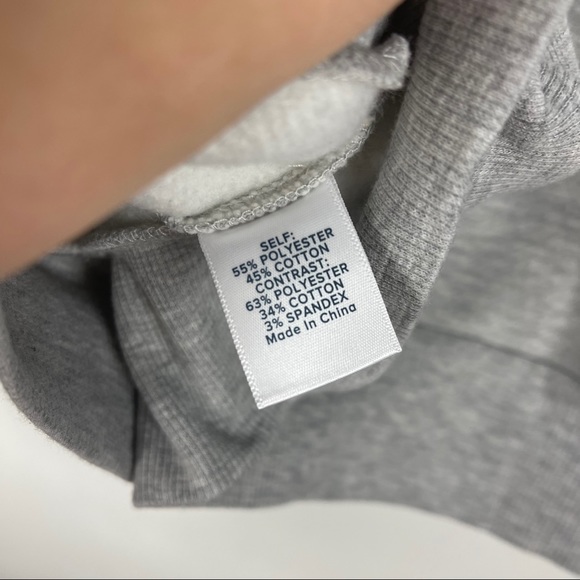 SELF:
55% POLYESTER
45% COTTON
CONTRAST:
63% POLYESTER
34% COTTON
3% SPANDEX
Made In China